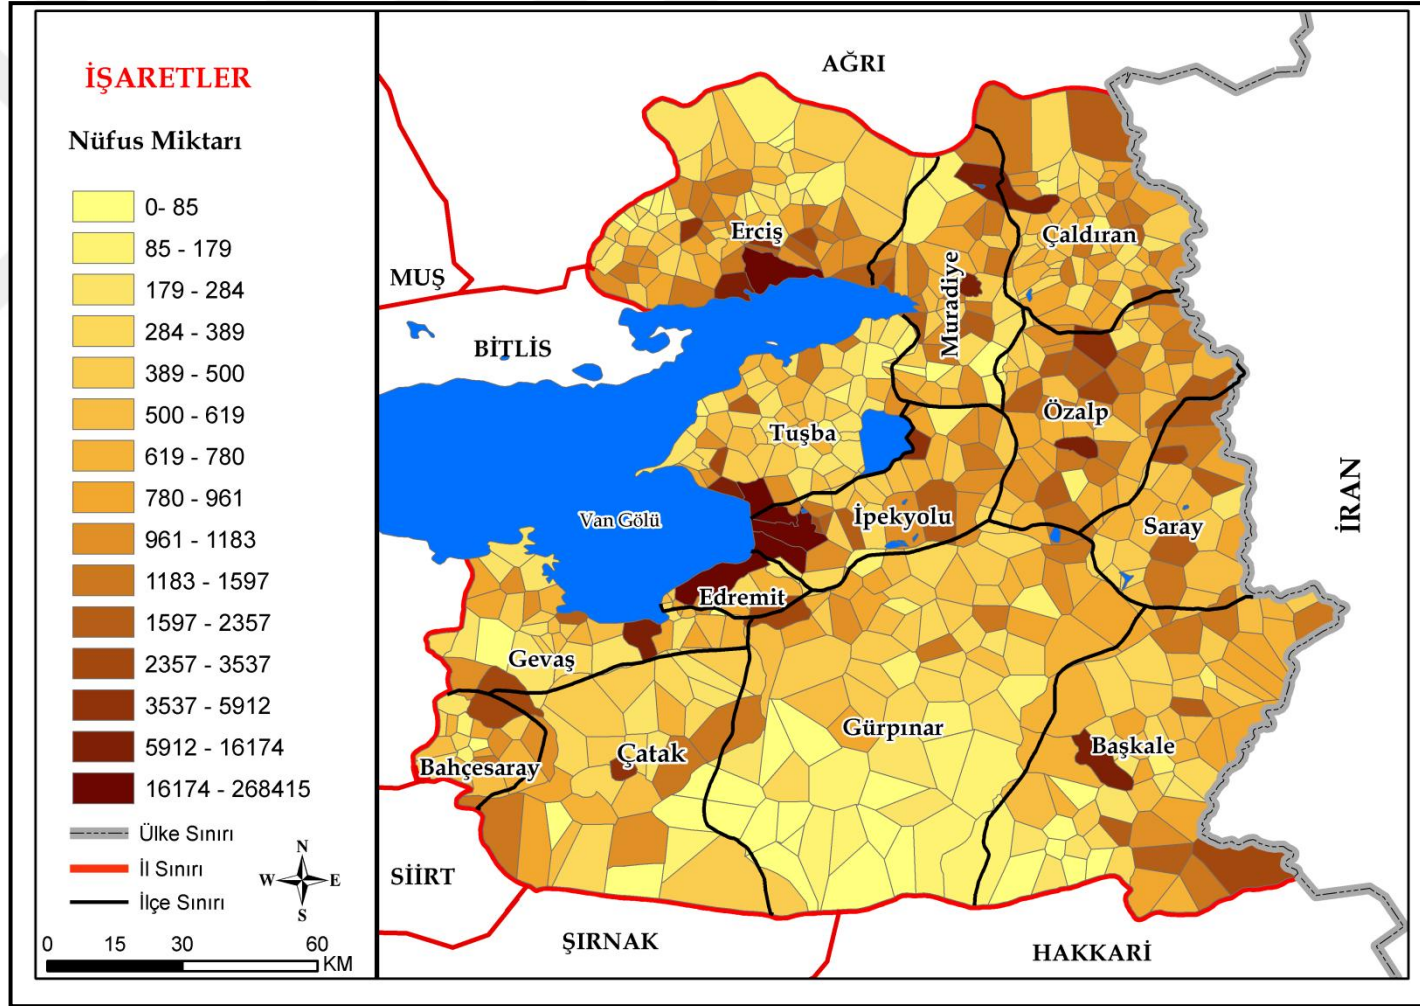 İŞARETLER
Nüfus Miktarı
0- 85
85 - 179
179 - 284
284 - 389
389 - 500
500 - 619
619 - 780
780 - 961
961 - 1183
1183 - 1597
1597 - 2357
2357 - 3537
3537 - 5912
5912 - 16174
16174 - 268415
Ülke Sınırı
İl Sınırı
İlçe Sınırı
N
W E
S
0 15 30 60
KM
AĞRI
MUŞ
BİTLİS
SİİRT
ŞIRNAK
HAKKARİ
İRAN
Erciş
Çaldıran
Muradiye
Özalp
Tuşba
Van Gölü
İpekyolu
Saray
Edremit
Gevaş
Gürpınar
Başkale
Çatak
Bahçesaray